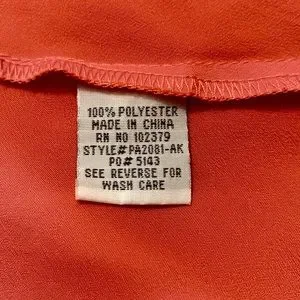 100% POLYESTER
MADE IN CHINA
RN NO 102379
STYLE# PA2081-AK
PO# 5143
SEE REVERSE FOR
WASH CARE